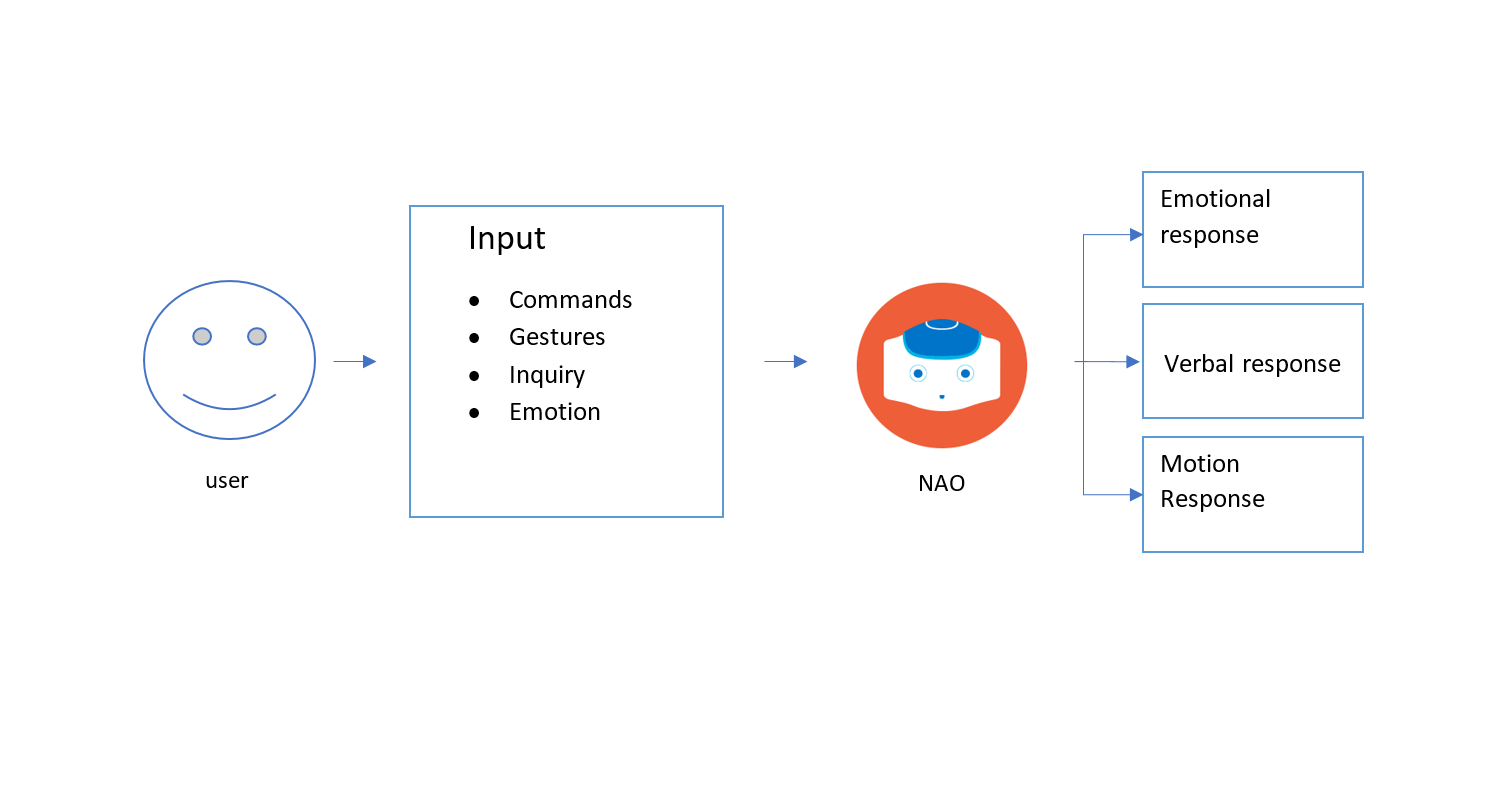 user
Input
● Commands
● Gestures
● Inquiry
● Emotion
NAO
Emotional
response
Verbal response
Motion
Response